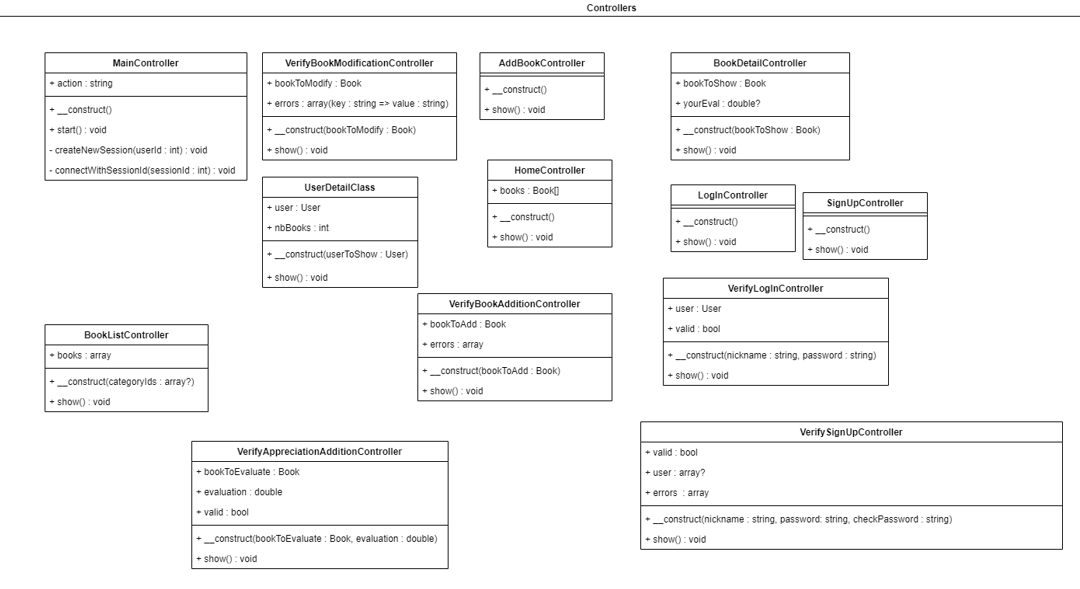 Controllers
MainController
+ action : string
+ __construct()
+ start() : void
- createNewSession(userId : int) : void
- connectWithSessionId(sessionId : int) : void
VerifyBookModificationController
+ bookToModify : Book
+ errors : array(key : string => value : string)
+ __construct(bookToModify : Book)
+ show() : void
AddBookController
+ __construct()
+ show() : void
BookDetailController
+ bookToShow : Book
+ yourEval : double?
+ __construct(bookToShow : Book)
+ show() : void
UserDetailClass
+ user : User
+ nbBooks : int
+ __construct(userToShow : User)
+ show() : void
HomeController
+ books : Book[]
+ __construct()
+ show() : void
LogInController
+ __construct()
+ show() : void
SignUpController
+ __construct()
+ show() : void
VerifyBookAdditionController
+ bookToAdd : Book
+ errors : array
+ __construct(bookToAdd : Book)
+ show() : void
VerifyLogInController
+ user : User
+ valid : bool
+ __construct(nickname : string, password : string)
+ show() : void
BookListController
+ books : array
+ __construct(categoryIds : array?)
+ show() : void
VerifyAppreciationAdditionController
+ bookToEvaluate : Book
+ evaluation : double
+ valid : bool
+ __construct(bookToEvaluate : Book, evaluation : double)
+ show() : void
VerifySignUpController
+ valid : bool
+ user : array?
+ errors  : array
+ __construct(nickname : string, password: string, checkPassword : string)
+ show() : void